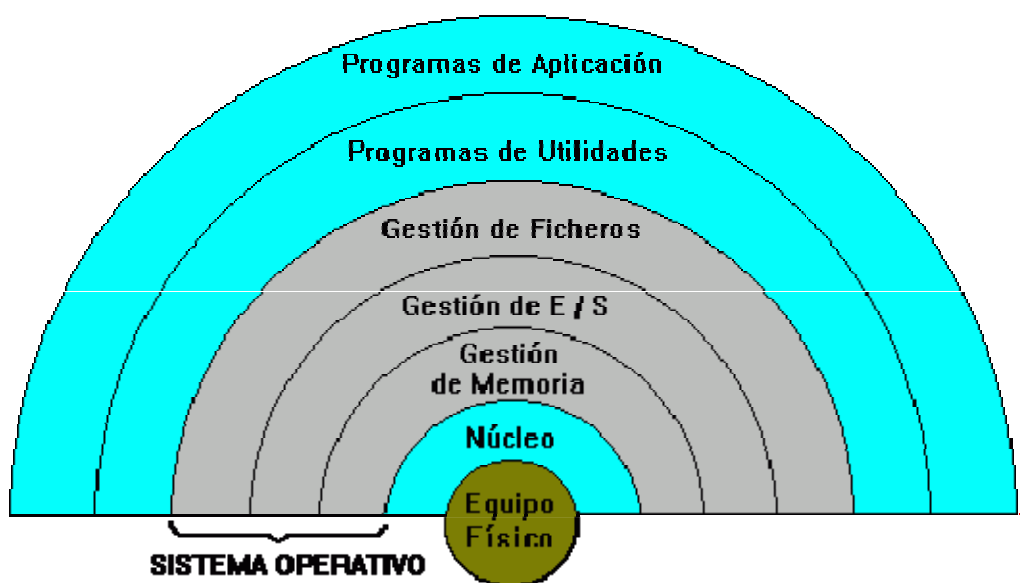 Programas de Aplicación
Programas de Utilidades
Gestión de Ficheros
Gestión de E / S
Gestión
de Memoria
Núcleo
Equipo
Físico
SISTEMA OPERATIVO